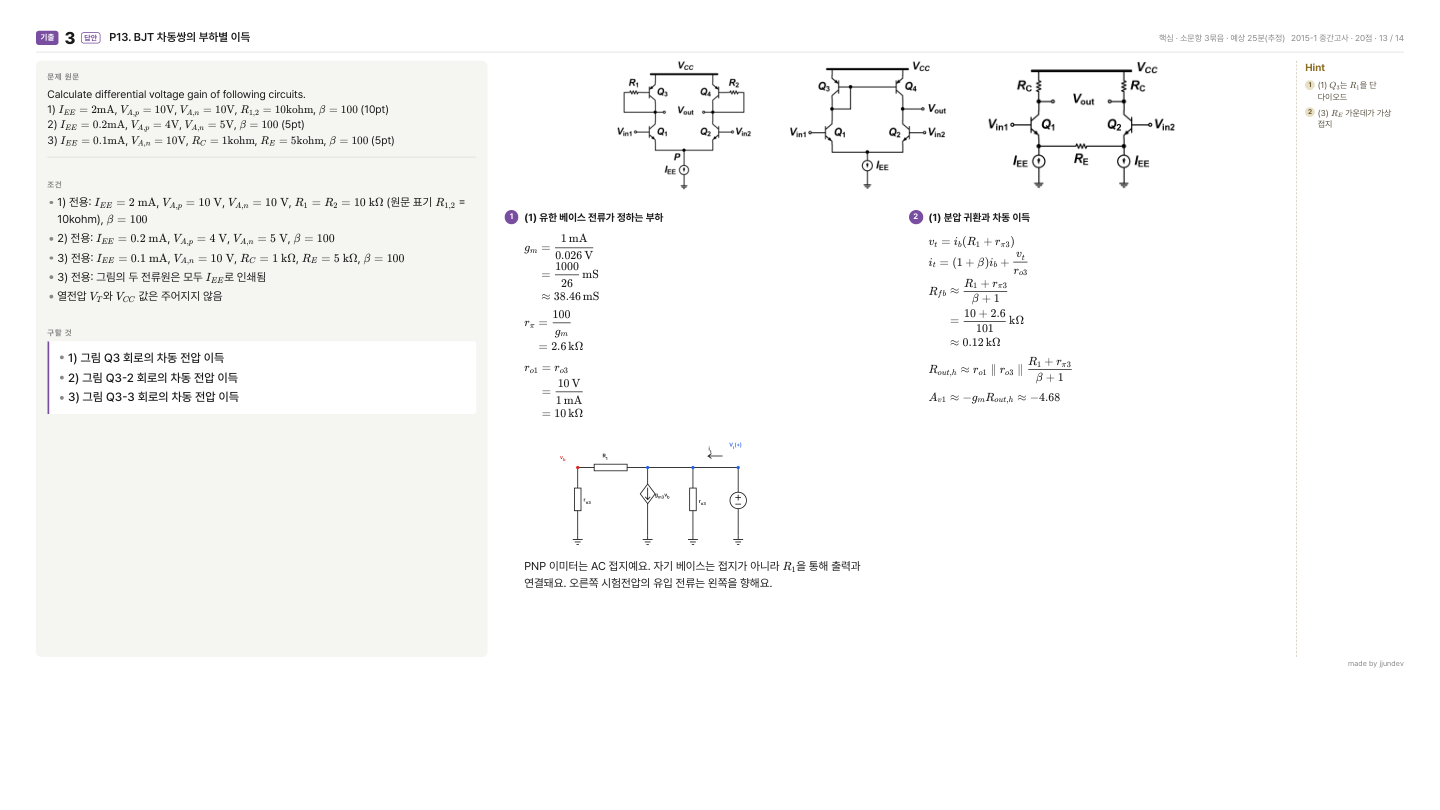 기출 3 답안 P13. BJT 차동쌍의 부하별 이득
핵심 · 소문항 3묶음 · 예상 25분(추정) 2015-1 중간고사 · 20점 · 13 / 14
문제 원문
Calculate differential voltage gain of following circuits.
1) I_EE = 2mA, V_A,p = 10V, V_A,n = 10V, R_1,2 = 10kohm, β = 100 (10pt)
2) I_EE = 0.2mA, V_A,p = 4V, V_A,n = 5V, β = 100 (5pt)
3) I_EE = 0.1mA, V_A,n = 10V, R_C = 1kohm, R_E = 5kohm, β = 100 (5pt)
조건
• 1) 전용: I_EE = 2 mA, V_A,p = 10 V, V_A,n = 10 V, R_1 = R_2 = 10 kΩ (원문 표기 R_1,2 =
10kohm), β = 100
• 2) 전용: I_EE = 0.2 mA, V_A,p = 4 V, V_A,n = 5 V, β = 100
• 3) 전용: I_EE = 0.1 mA, V_A,n = 10 V, R_C = 1 kΩ, R_E = 5 kΩ, β = 100
• 3) 전용: 그림의 두 전류원은 모두 I_EE로 인쇄됨
• 열전압 V_T와 V_CC 값은 주어지지 않음
구할 것
• 1) 그림 Q3 회로의 차동 전압 이득
• 2) 그림 Q3-2 회로의 차동 전압 이득
• 3) 그림 Q3-3 회로의 차동 전압 이득
V_CC
R_1 Q_3 Q_4 R_2
Vout
V_in1 Q_1 Q_2 V_in2
P
I_EE
V_CC
Q_3 Q_4
V_out
V_in1 Q_1 Q_2 V_in2
I_EE
V_CC
R_C V_out R_C
V_in1 Q_1 Q_2 V_in2
I_EE R_E I_EE
1 (1) 유한 베이스 전류가 정하는 부하
g_m = 1 mA / 0.026 V
= 1000 / 26 mS
≈ 38.46 mS
r_π = 100 / g_m
= 2.6 kΩ
r_o1 = r_o3
= 10 V / 1 mA
= 10 kΩ
v_b R_1 i_t V_t(+)
r_π3 g_m3v_b r_o3
PNP 이미터는 AC 접지예요. 자기 베이스는 접지가 아니라 R_1을 통해 출력과
연결돼요. 오른쪽 시험전압의 유입 전류는 왼쪽을 향해요.
2 (1) 분압 귀환과 차동 이득
v_t = i_b(R_1 + r_π3)
i_t = (1 + β)i_b + v_t / r_o3
R_fb ≈ (R_1 + r_π3) / (β + 1)
= (10 + 2.6) / 101 kΩ
≈ 0.12 kΩ
R_out,h ≈ r_o1 ∥ r_o3 ∥ (R_1 + r_π3) / (β + 1)
A_v1 ≈ −g_m R_out,h ≈ −4.68
Hint
1 (1) Q_3는 R_1을 단
다이오드
2 (3) R_E 가운데가 가상
접지
made by jjundev